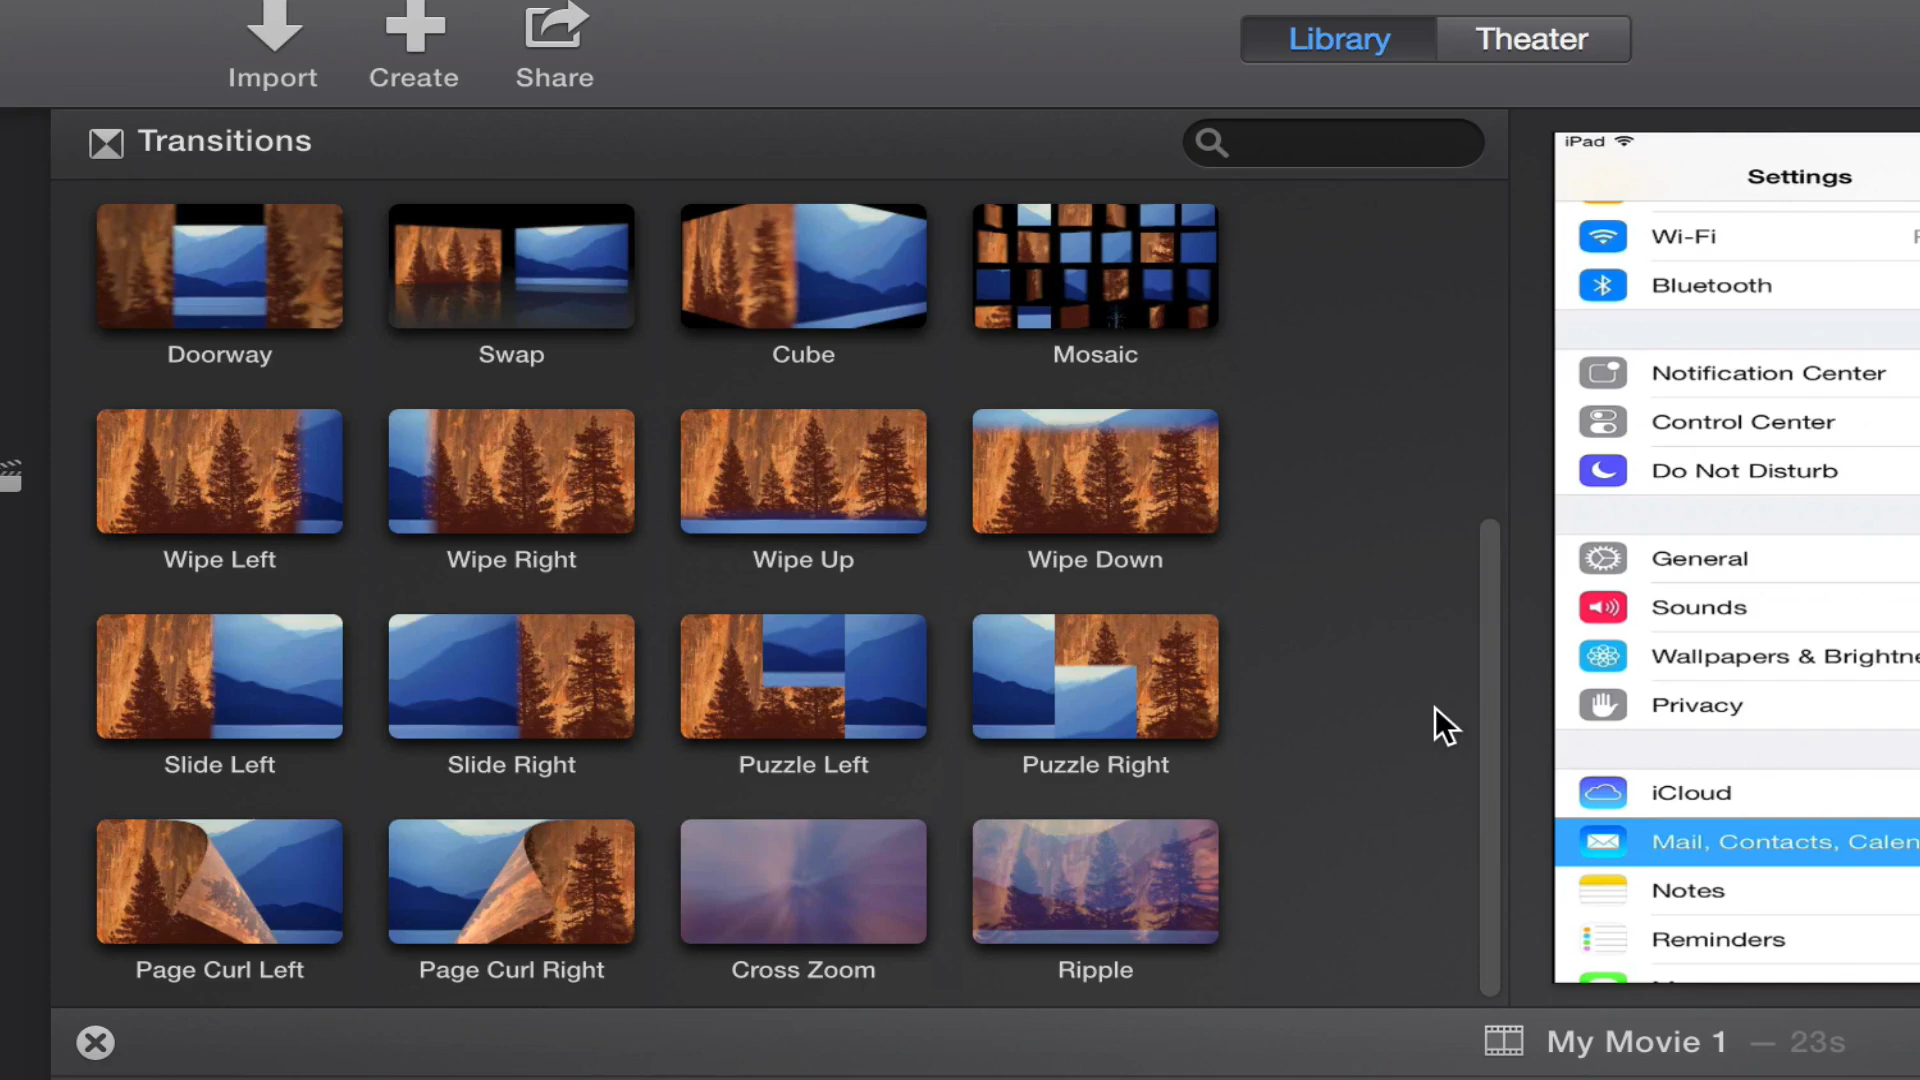 Import Create Share
Library Theater
Transitions
Doorway Swap Cube Mosaic
Wipe Left Wipe Right Wipe Up Wipe Down
Slide Left Slide Right Puzzle Left Puzzle Right
Page Curl Left Page Curl Right Cross Zoom Ripple
iPad
Settings
Wi-Fi
Bluetooth
Notification Center
Control Center
Do Not Disturb
General
Sounds
Wallpapers & Brightne
Privacy
iCloud
Mail, Contacts, Calen
Notes
Reminders
My Movie 1 — 23s